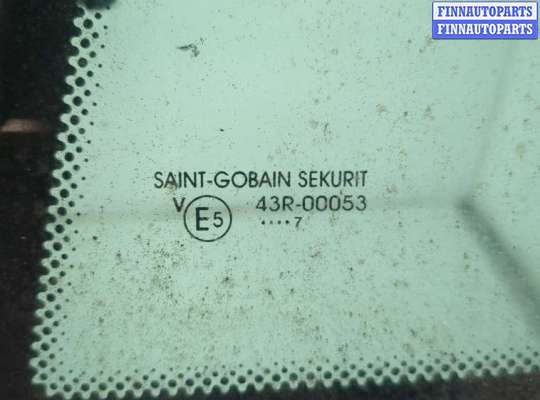 FINNAUTOPARTS
FINNAUTOPARTS
SAINT-GOBAIN SEKURIT
V E5 43R-00053
....7